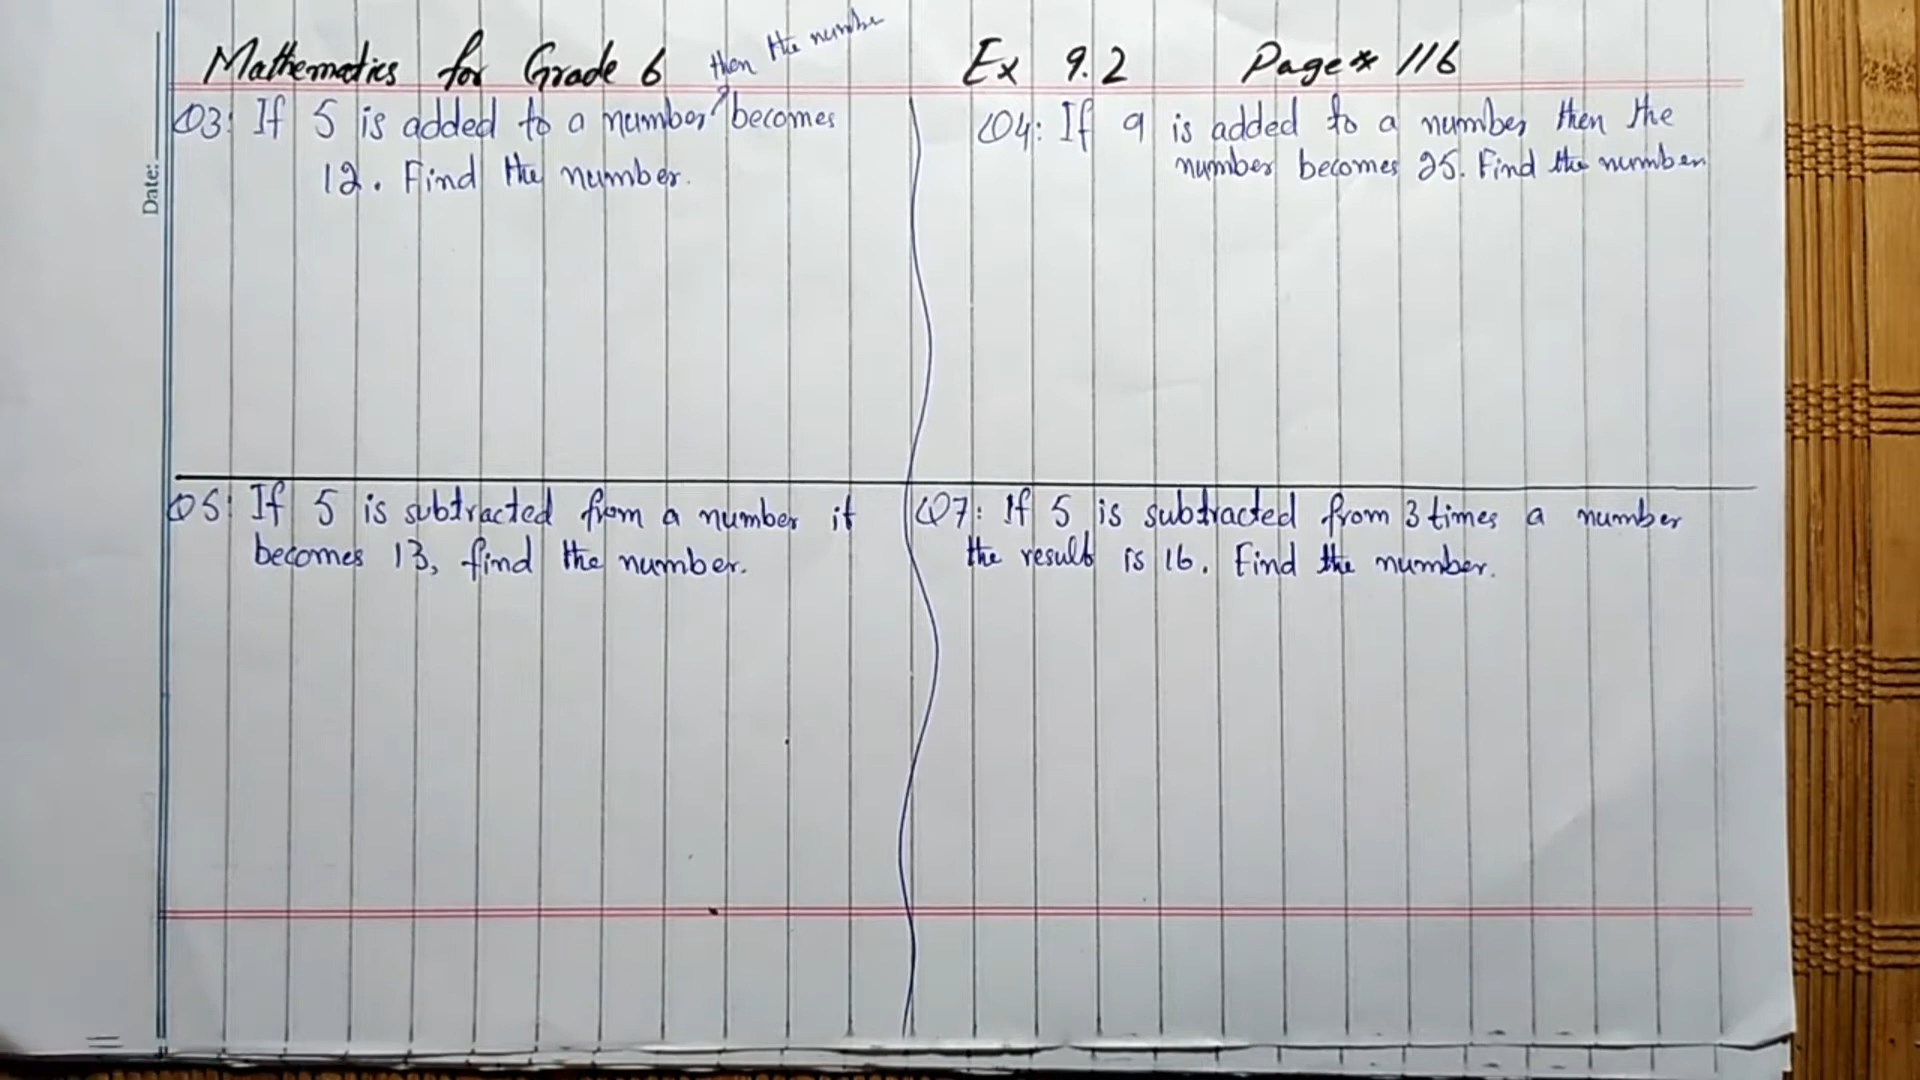 Mathematics for Grade 6
Ex 9.2 Page# 116
then the number
Q3: If 5 is added to a number becomes
12. Find the number.
Q4: If 9 is added to a number then the
number becomes 25. Find the number
Q5: If 5 is subtracted from a number it
becomes 13, find the number.
Q7: If 5 is subtracted from 3 times a number
the result is 16. Find the number.
Date: